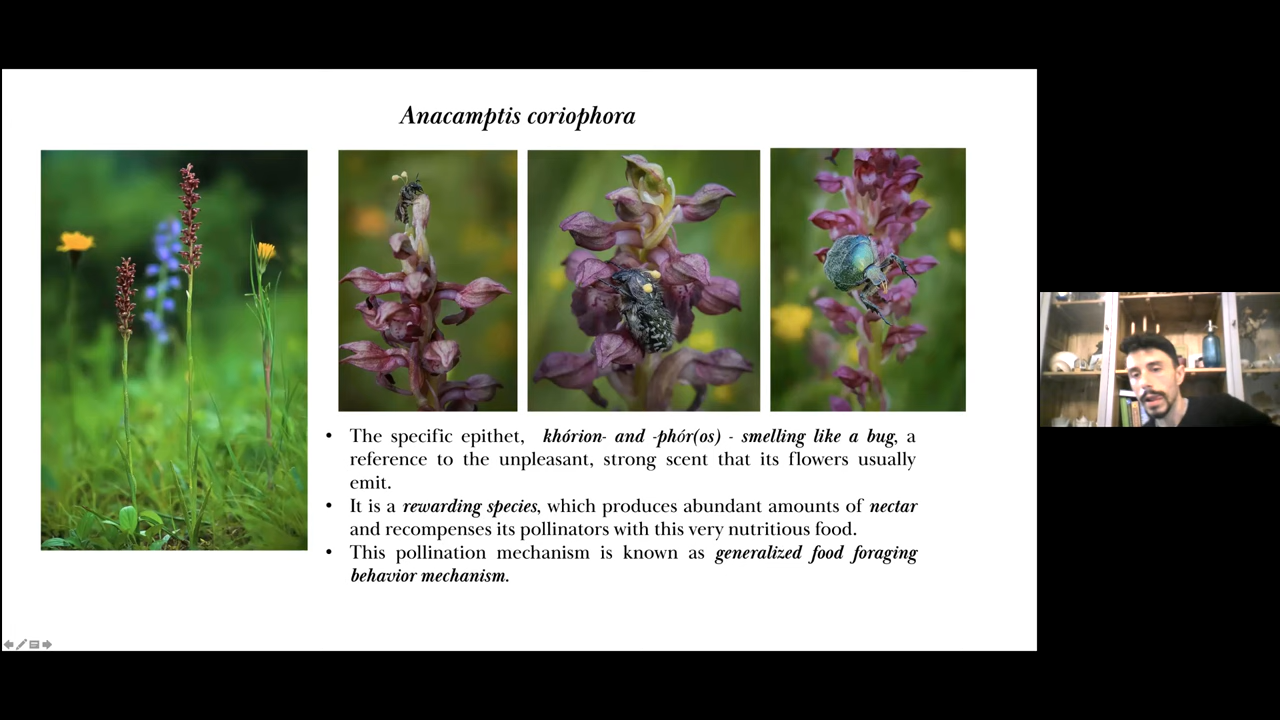 Anacamptis coriophora
• The specific epithet, khórion- and -phór(os) - smelling like a bug, a
reference to the unpleasant, strong scent that its flowers usually
emit.
• It is a rewarding species, which produces abundant amounts of nectar
and recompenses its pollinators with this very nutritious food.
• This pollination mechanism is known as generalized food foraging
behavior mechanism.